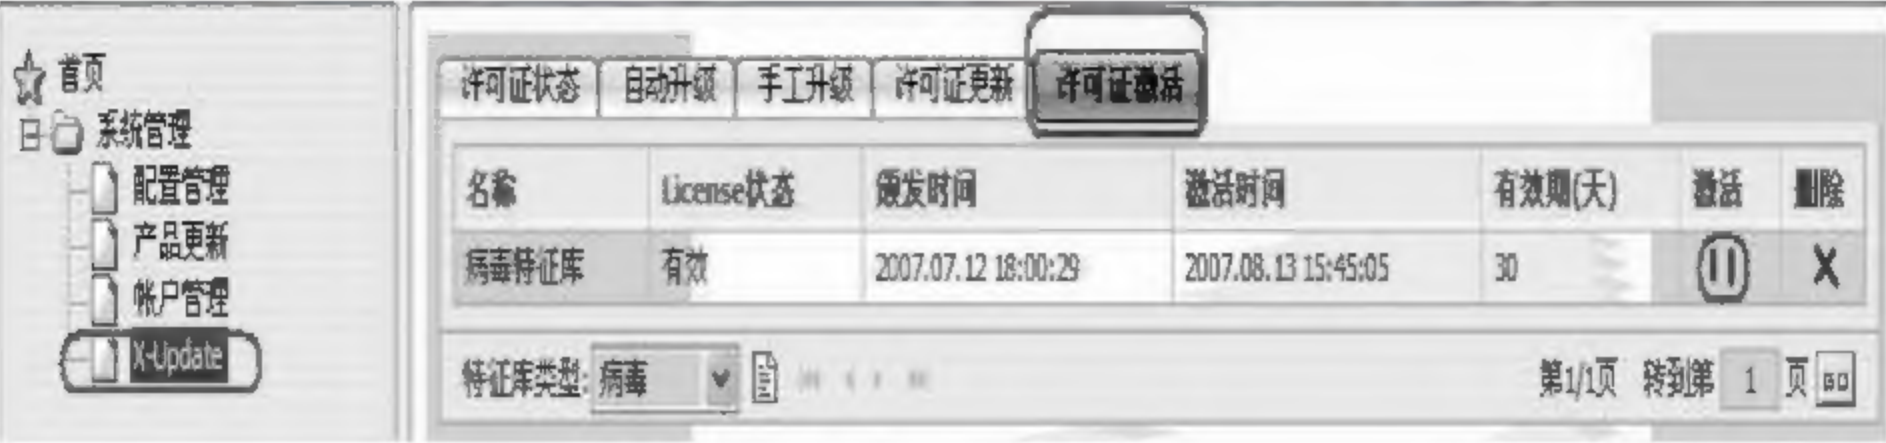 首页
系统管理
配置管理
产品更新
帐户管理
X-Update
许可证状态 自动升级 手工升级 许可证更新 许可证激活
名称 License状态 颁发时间 激活时间 有效期(天) 激活 删除
病毒特征库 有效 2007.07.12 18:00:29 2007.08.13 15:45:05 30
特征库类型: 病毒 第1/1页 转到第 1 页 GO